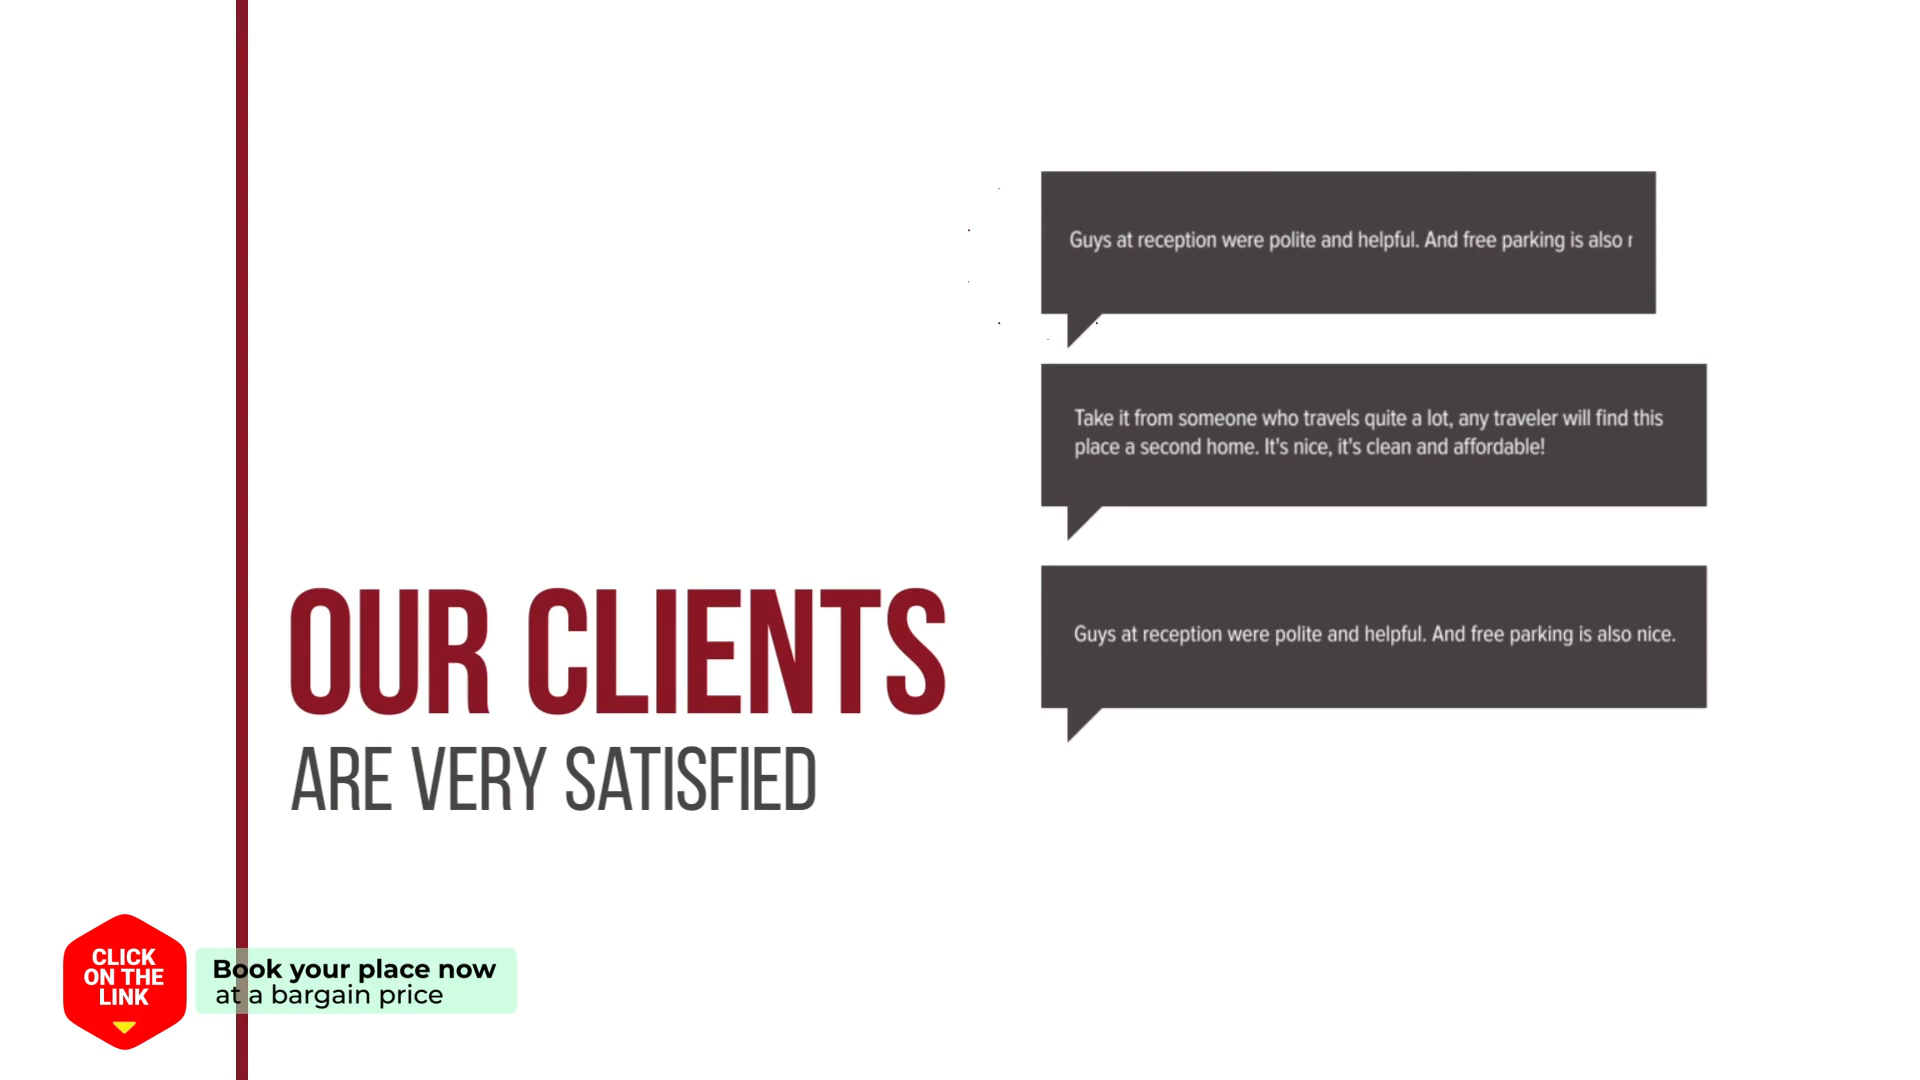 Guys at reception were polite and helpful. And free parking is also
Take it from someone who travels quite a lot, any traveler will find this
place a second home. It's nice, it's clean and affordable!
Guys at reception were polite and helpful. And free parking is also nice.
OUR CLIENTS
ARE VERY SATISFIED
CLICK
ON THE
LINK
Book your place now
at a bargain price